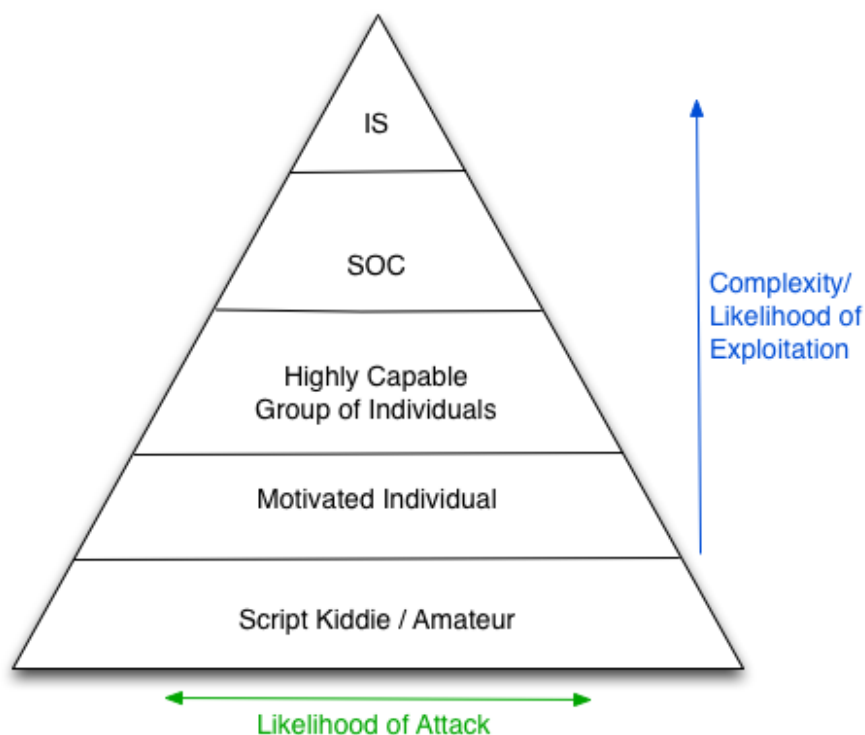 IS
SOC
Highly Capable
Group of Individuals
Motivated Individual
Script Kiddie / Amateur
Complexity/
Likelihood of
Exploitation
Likelihood of Attack